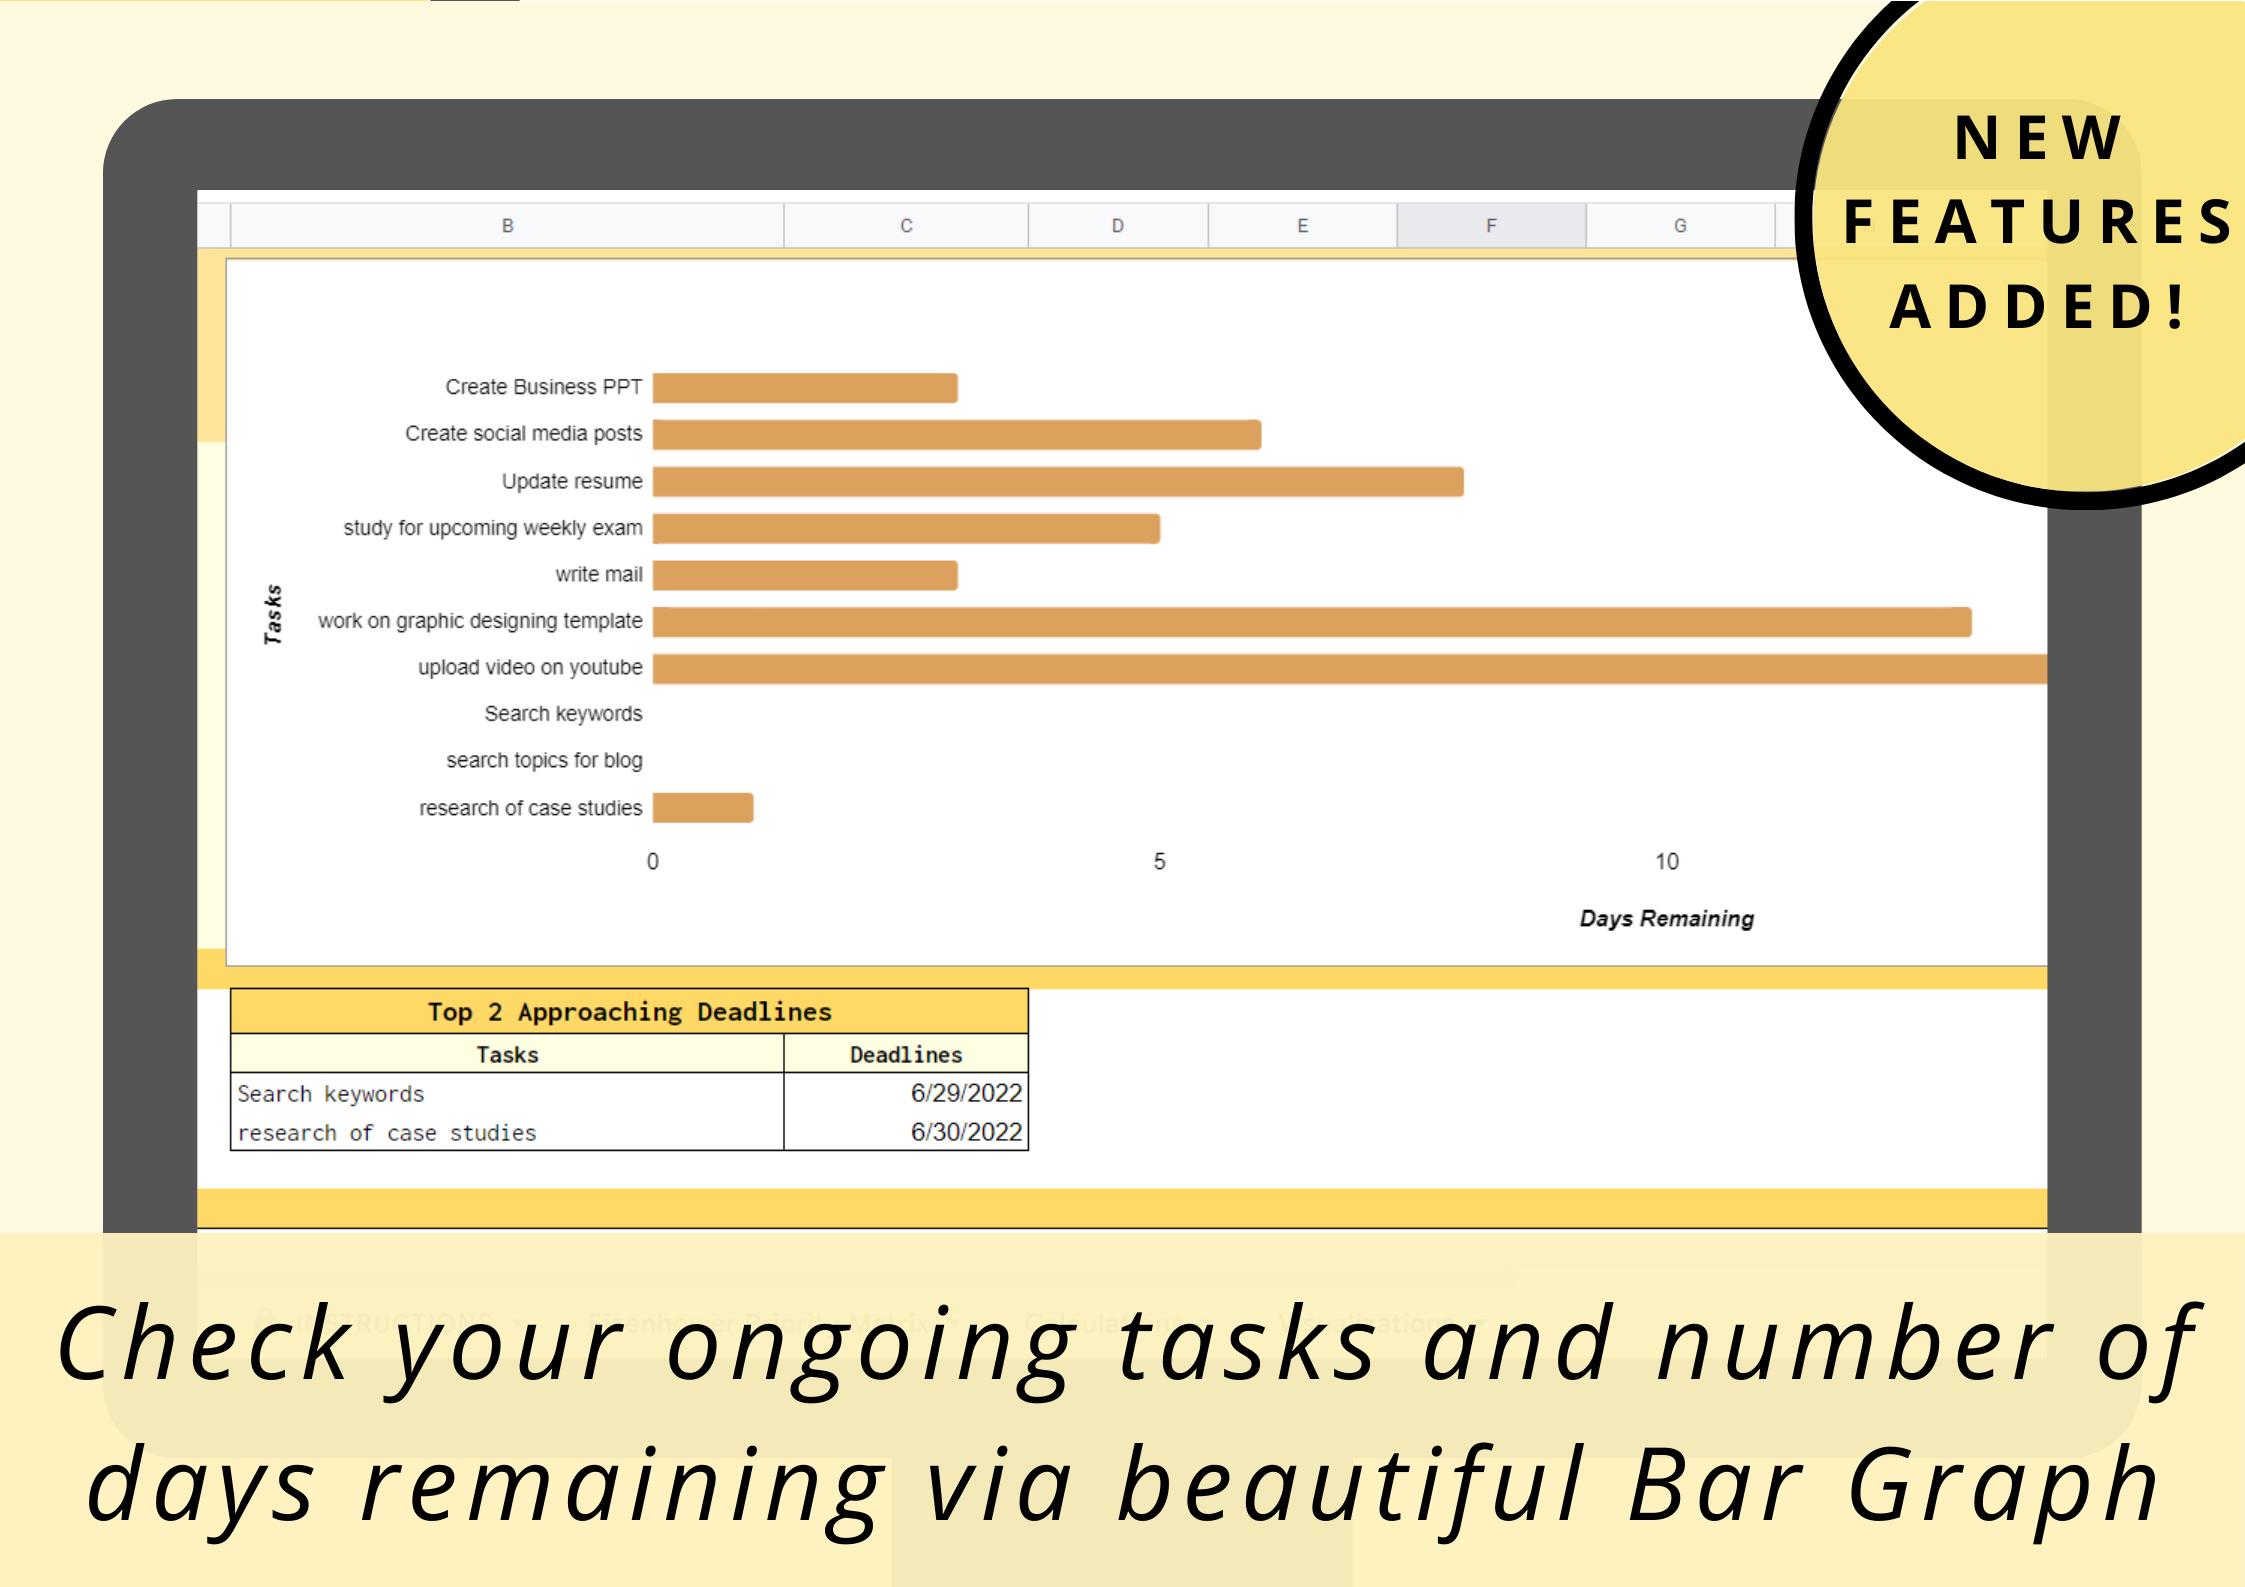 NEW
FEATURES
ADDED!
B C D E F G
Create Business PPT
Create social media posts
Update resume
study for upcoming weekly exam
write mail
work on graphic designing template
upload video on youtube
Search keywords
search topics for blog
research of case studies
Tasks
0 5 10
Days Remaining
Top 2 Approaching Deadlines
Tasks Deadlines
Search keywords 6/29/2022
research of case studies 6/30/2022
Check your ongoing tasks and number of
days remaining via beautiful Bar Graph